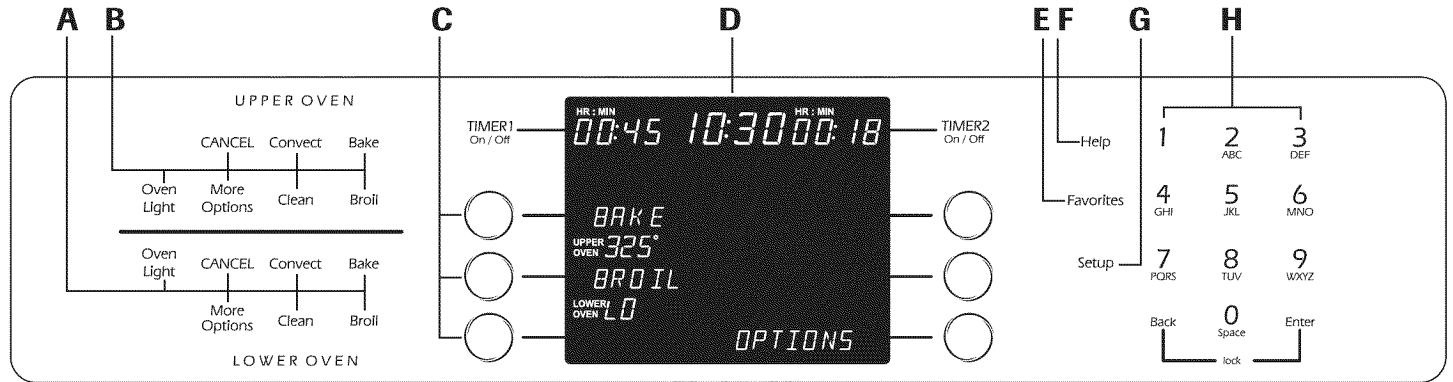 A B C D E F G H
UPPER OVEN
CANCEL Convect Bake
Oven Light More Options Clean Broil
Oven Light CANCEL Convect Bake
More Options Clean Broil
LOWER OVEN
TIMER1
On / Off
HR : MIN HR : MIN
00:45 10:30 00:18
BAKE
UPPER OVEN 325°
BROIL
LOWER OVEN LO
OPTIONS
TIMER2
On / Off
Help
Favorites
Setup
1 2 3
ABC DEF
4 5 6
GHI JKL MNO
7 8 9
PQRS TUV WXYZ
Back 0 Enter
Space
lock